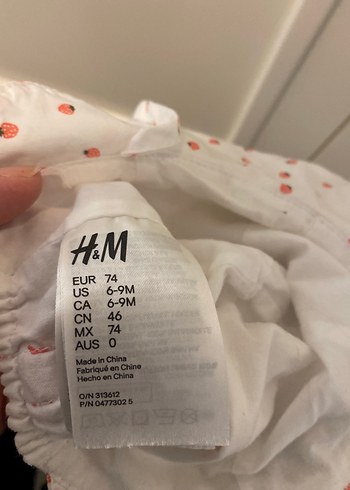 H&M
EUR 74
US 6-9M
CA 6-9M
CN 46
MX 74
AUS 0
Made in China
Fabriqué en Chine
Hecho en China
O/N 313612
P/N 0477302 5